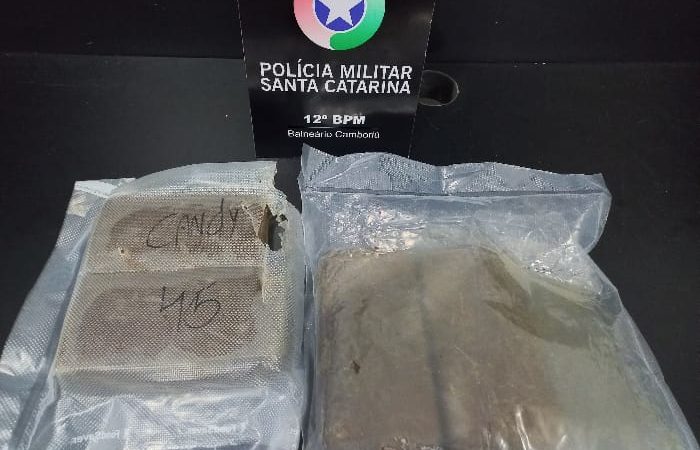 POLÍCIA MILITAR
SANTA CATARINA
12º BPM
Balneário Camboriú
CANDY
45